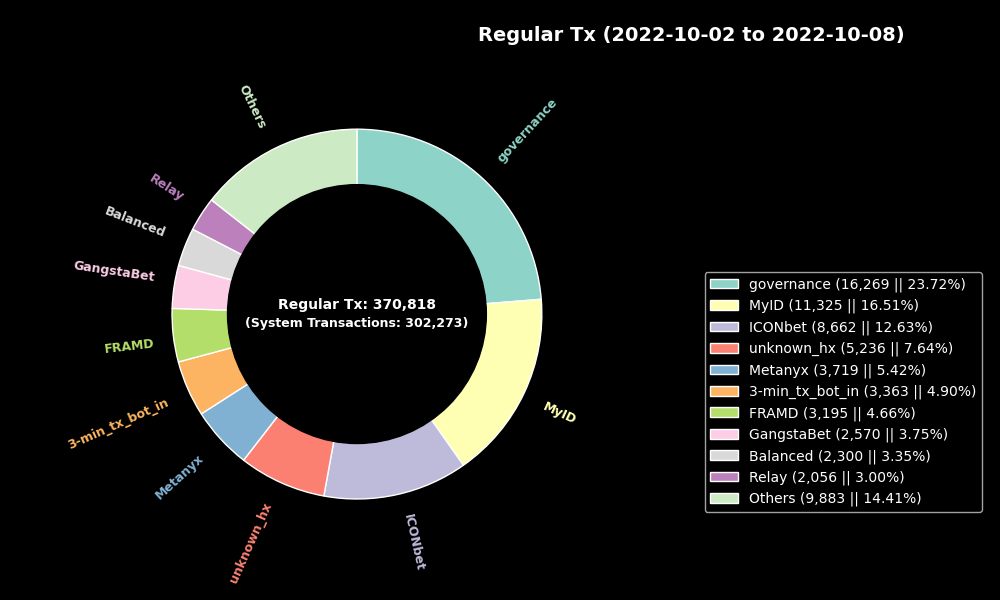 Regular Tx (2022-10-02 to 2022-10-08)
Others
governance
Relay
Balanced
GangstaBet
FRAMD
3-min_tx_bot_in
Metanyx
unknown_hx
ICONbet
MyID
Regular Tx: 370,818
(System Transactions: 302,273)
governance (16,269 || 23.72%)
MyID (11,325 || 16.51%)
ICONbet (8,662 || 12.63%)
unknown_hx (5,236 || 7.64%)
Metanyx (3,719 || 5.42%)
3-min_tx_bot_in (3,363 || 4.90%)
FRAMD (3,195 || 4.66%)
GangstaBet (2,570 || 3.75%)
Balanced (2,300 || 3.35%)
Relay (2,056 || 3.00%)
Others (9,883 || 14.41%)